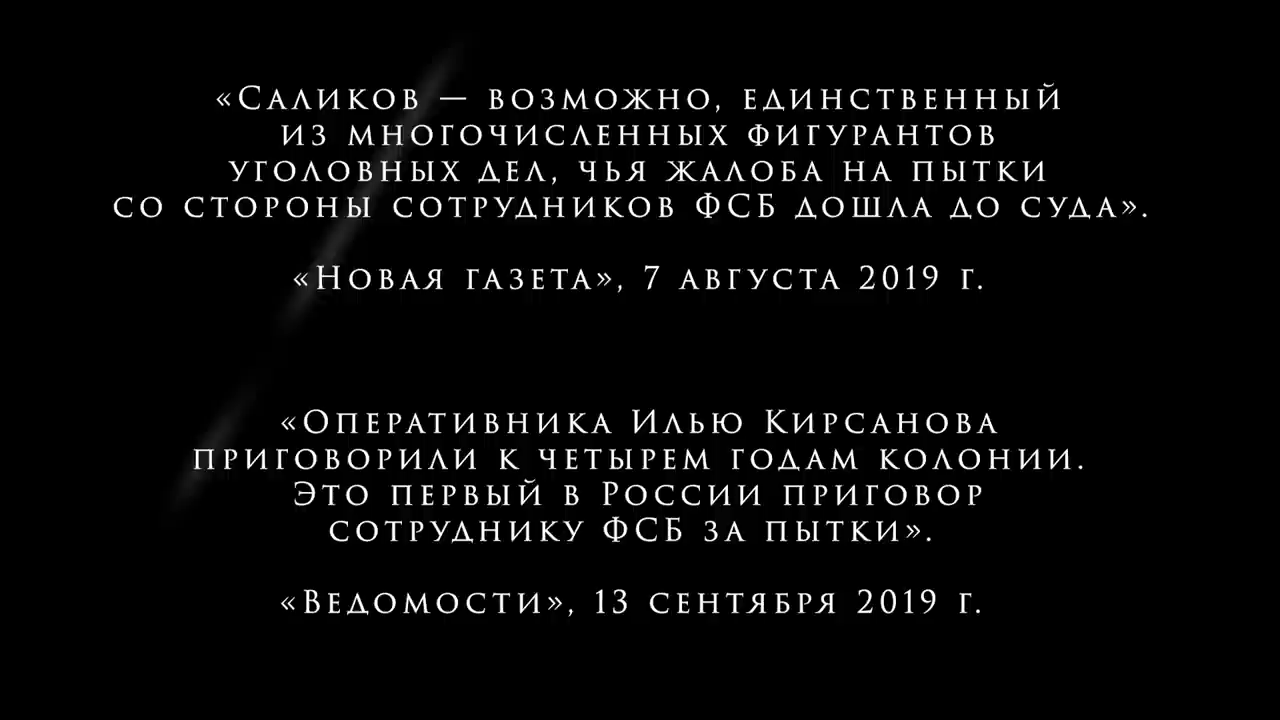 «Саликов — возможно, единственный
из многочисленных фигурантов
уголовных дел, чья жалоба на пытки
со стороны сотрудников ФСБ дошла до суда».
«Новая газета», 7 августа 2019 г.
«Оперативника Илью Кирсанова
приговорили к четырем годам колонии.
Это первый в России приговор
сотруднику ФСБ за пытки».
«Ведомости», 13 сентября 2019 г.